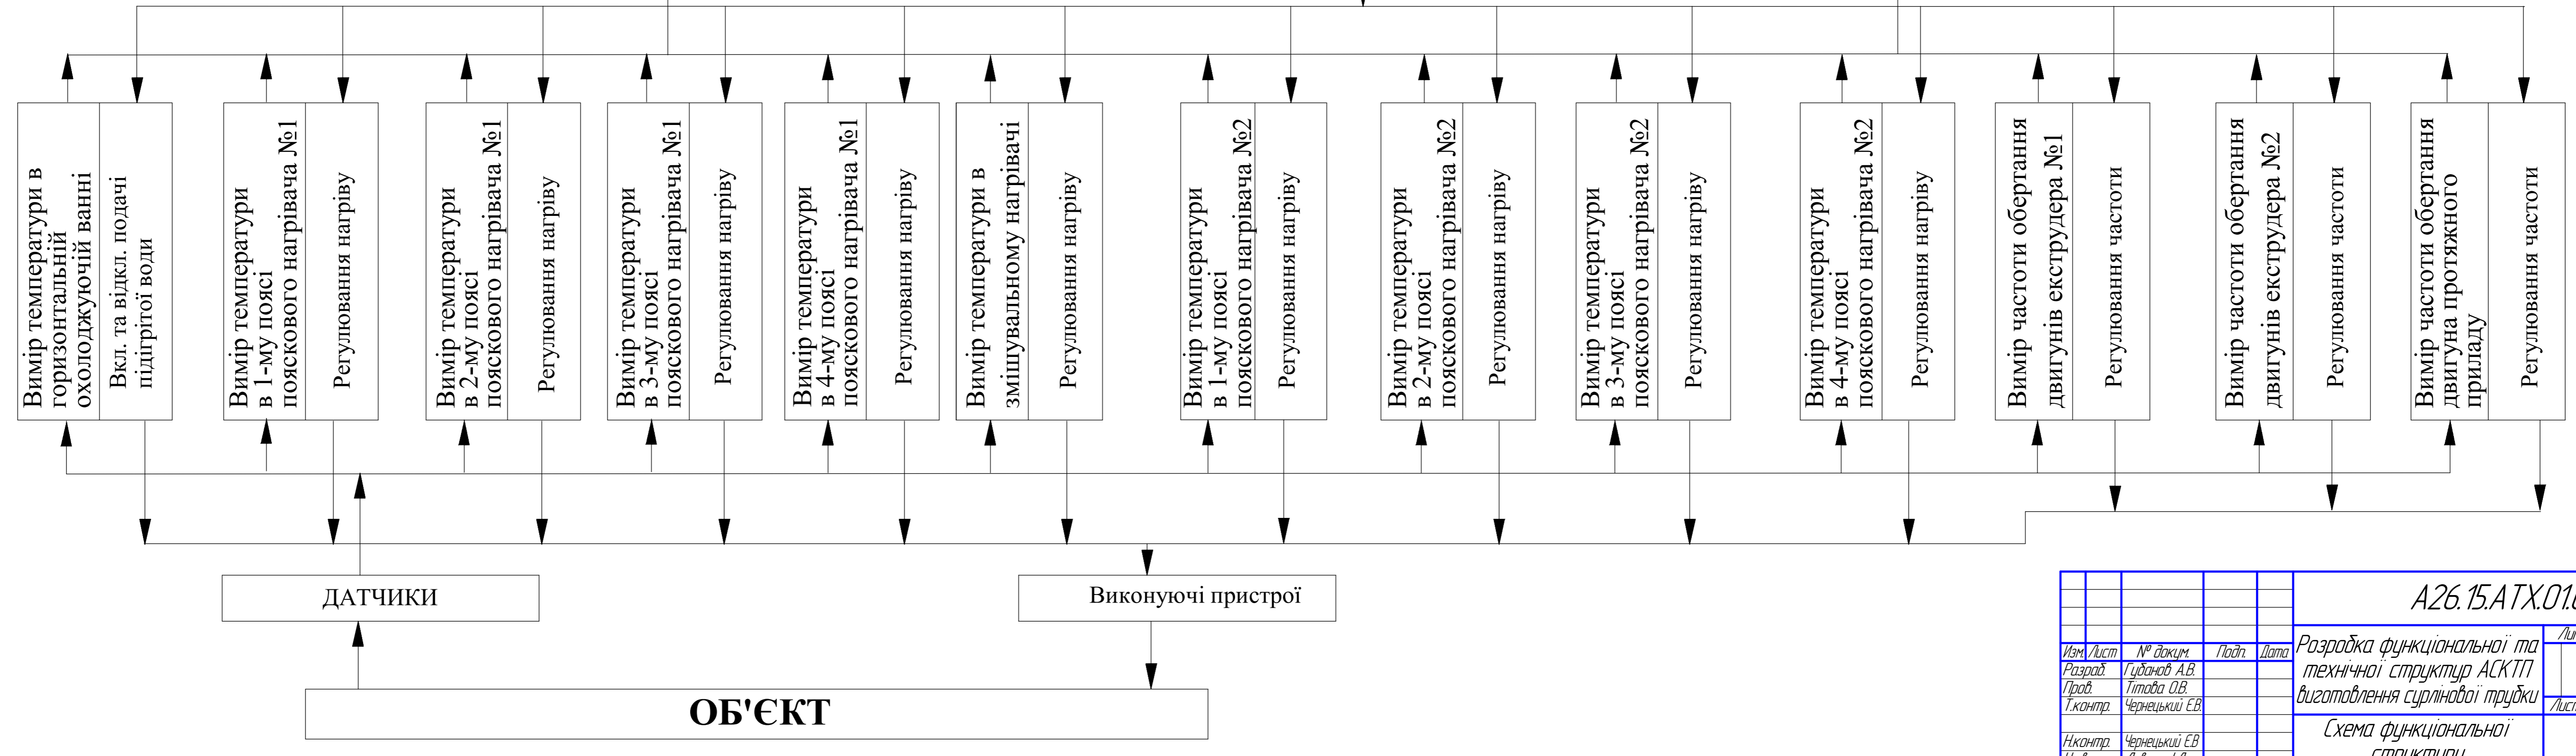 Вимір температури в
горизонтальній
охолоджуючій ванні
Вкл. та відкл. подачі
підігрітої води
Вимір температури
в 1-му поясі
пояскового нагрівача №1
Регулювання нагріву
Вимір температури
в 2-му поясі
пояскового нагрівача №1
Регулювання нагріву
Вимір температури
в 3-му поясі
пояскового нагрівача №1
Регулювання нагріву
Вимір температури
в 4-му поясі
пояскового нагрівача №1
Регулювання нагріву
Вимір температури в
змішувальному нагрівачі
Регулювання нагріву
Вимір температури
в 1-му поясі
пояскового нагрівача №2
Регулювання нагріву
Вимір температури
в 2-му поясі
пояскового нагрівача №2
Регулювання нагріву
Вимір температури
в 3-му поясі
пояскового нагрівача №2
Регулювання нагріву
Вимір температури
в 4-му поясі
пояскового нагрівача №2
Регулювання нагріву
Вимір частоти обертання
двигунів екструдера №1
Регулювання частоти
Вимір частоти обертання
двигунів екструдера №2
Регулювання частоти
Вимір частоти обертання
двигуна протяжного
приладу
Регулювання частоти
ДАТЧИКИ
Виконуючі пристрої
ОБ'ЄКТ
А26.15.АТХ.01.
Розробка функціональної та
технічної структур АСКТП
виготовлення сурлінової трубки
Изм. Лист № докум. Подп. Дата
Разраб. Губанов А.В.
Пров. Тітова О.В.
Т.контр. Чернецький Е.В.
Н.контр. Чернецький Е.В
Схема функціональної
структури